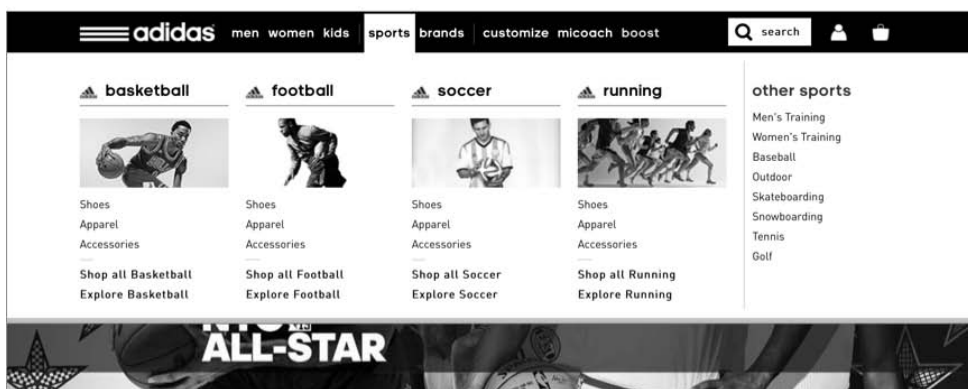 adidas men women kids sports brands customize micoach boost search
basketball
Shoes
Apparel
Accessories
Shop all Basketball
Explore Basketball
football
Shoes
Apparel
Accessories
Shop all Football
Explore Football
soccer
Shoes
Apparel
Accessories
Shop all Soccer
Explore Soccer
running
Shoes
Apparel
Accessories
Shop all Running
Explore Running
other sports
Men's Training
Women's Training
Baseball
Outdoor
Skateboarding
Snowboarding
Tennis
Golf
ALL-STAR